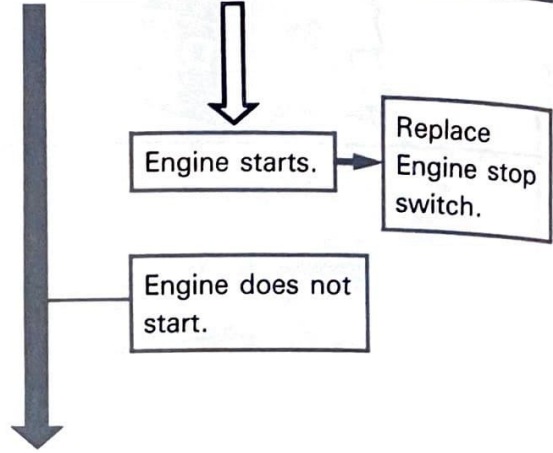 Engine starts.
Replace
Engine stop
switch.
Engine does not
start.